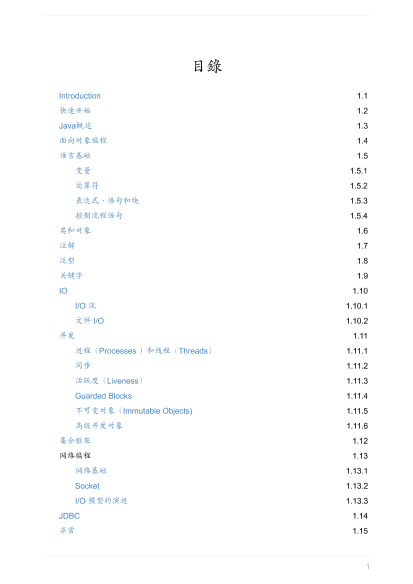 目錄
Introduction 1.1
快速开始 1.2
Java概述 1.3
面向对象编程 1.4
语言基础 1.5
变量 1.5.1
运算符 1.5.2
表达式、语句和块 1.5.3
控制流程语句 1.5.4
类和对象 1.6
注解 1.7
泛型 1.8
关键字 1.9
IO 1.10
I/O 流 1.10.1
文件 I/O 1.10.2
并发 1.11
进程（Processes ）和线程（Threads） 1.11.1
同步 1.11.2
活跃度（Liveness） 1.11.3
Guarded Blocks 1.11.4
不可变对象（Immutable Objects) 1.11.5
高级并发对象 1.11.6
集合框架 1.12
网络编程 1.13
网络基础 1.13.1
Socket 1.13.2
I/O 模型的演进 1.13.3
JDBC 1.14
异常 1.15
1